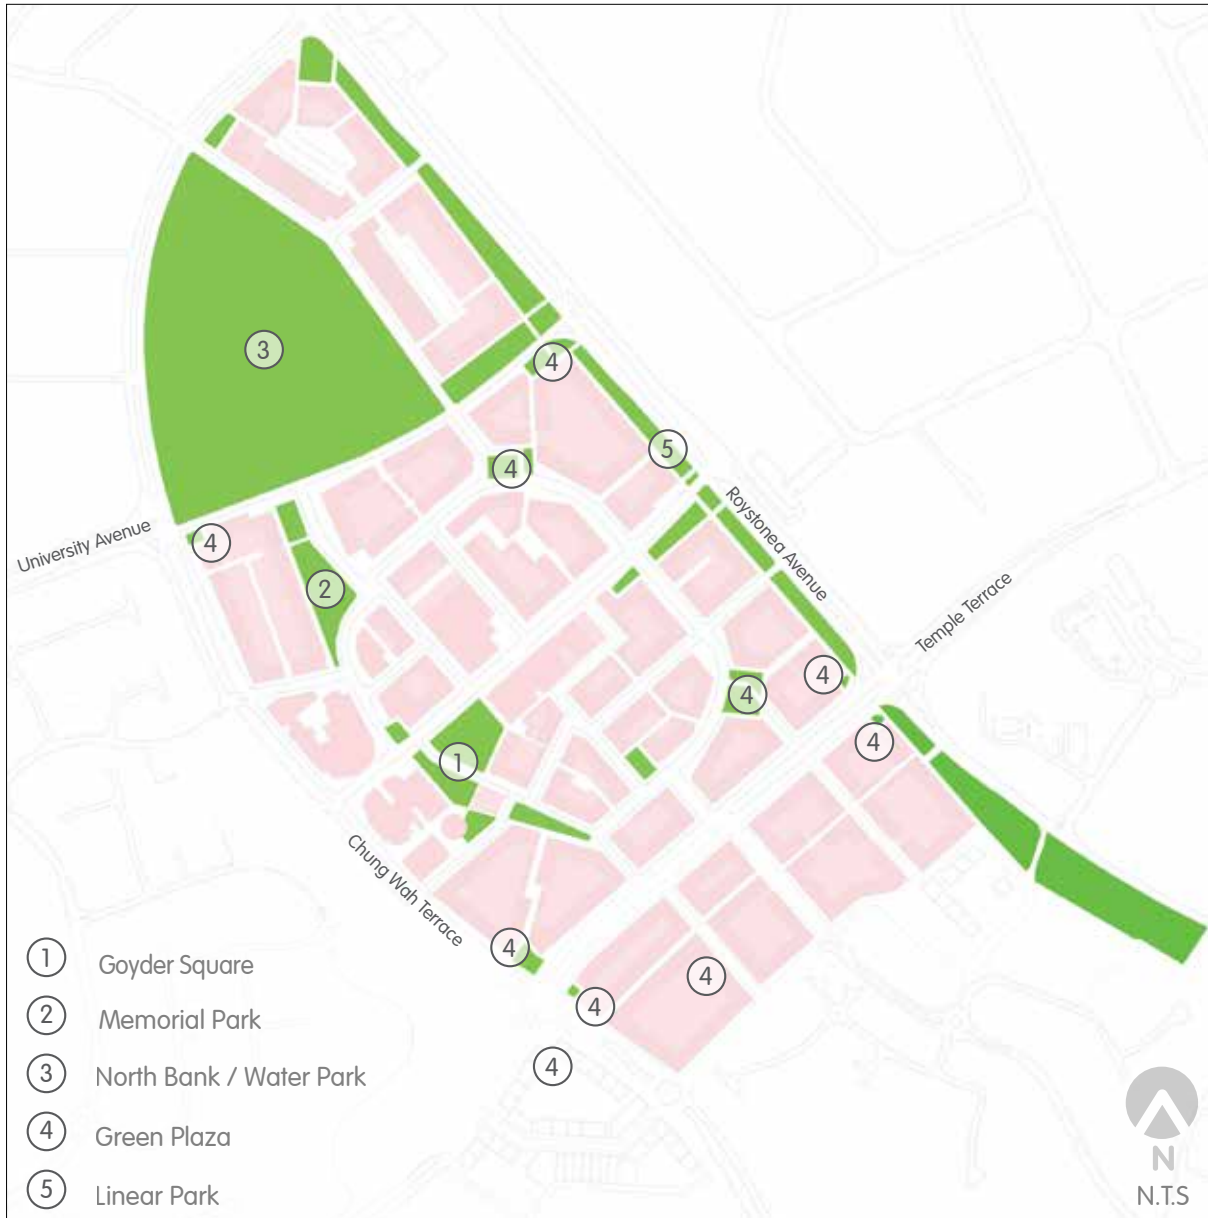 4
3
5
4
Roystonea Avenue
University Avenue
4
2
Temple Terrace
4
4
4
1
Chung Wah Terrace
4
4
4
4
1 Goyder Square
2 Memorial Park
3 North Bank / Water Park
4 Green Plaza
5 Linear Park
N
N.T.S